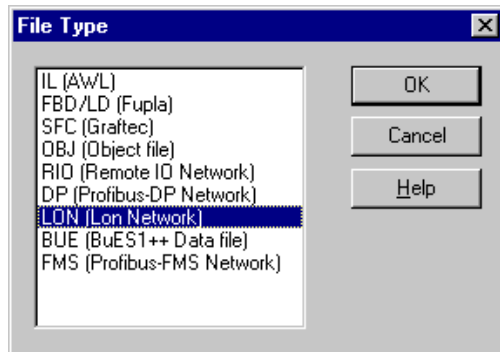 File Type
IL (AWL)
FBD/LD (Fupla)
SFC (Graftec)
OBJ (Object file)
RIO (Remote IO Network)
DP (Profibus-DP Network)
LON (Lon Network)
BUE (BuES1++ Data file)
FMS (Profibus-FMS Network)
OK
Cancel
Help